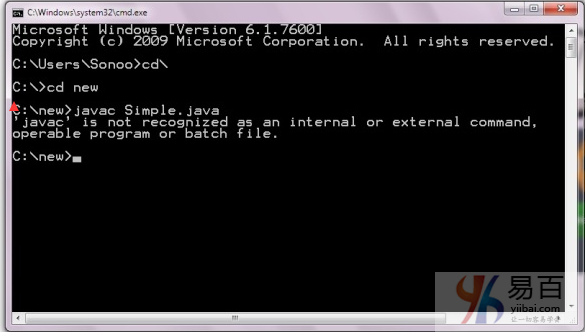 C:\Windows\system32\cmd.exe
Microsoft Windows [Version 6.1.7600]
Copyright (c) 2009 Microsoft Corporation.  All rights reserved.
C:\Users\Sonoo>cd\
C:\>cd new
C:\new>javac Simple.java
'javac' is not recognized as an internal or external command,
operable program or batch file.
C:\new>
易百
yiibai.com